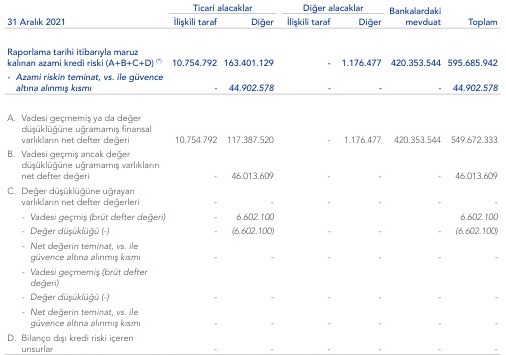 Ticari alacaklar Diğer alacaklar Bankalardaki
31 Aralık 2021 İlişkili taraf Diğer İlişkili taraf Diğer mevduat Toplam
Raporlama tarihi itibarıyla maruz
kalınan azami kredi riski (A+B+C+D) (*) 10.754.792 163.401.129 - 1.176.477 420.353.544 595.685.942
- Azami riskin teminat, vs. ile güvence
altına alınmış kısmı - 44.902.578 - - - 44.902.578
A. Vadesi geçmemiş ya da değer
düşüklüğüne uğramamış finansal
varlıkların net defter değeri 10.754.792 117.387.520 - 1.176.477 420.353.544 549.672.333
B. Vadesi geçmiş ancak değer
düşüklüğüne uğramamış varlıkların
net defter değeri - 46.013.609 - - - 46.013.609
C. Değer düşüklüğüne uğrayan
varlıkların net defter değerleri - - - - - -
- Vadesi geçmiş (brüt defter değeri) - 6.602.100 - - - 6.602.100
- Değer düşüklüğü (-) - (6.602.100) - - - (6.602.100)
- Net değerin teminat, vs. ile
güvence altına alınmış kısmı - - - - - -
- Vadesi geçmemiş (brüt defter
değeri) - - - - - -
- Değer düşüklüğü (-) - - - - - -
- Net değerin teminat, vs. ile
güvence altına alınmış kısmı - - - - - -
D. Bilanço dışı kredi riski içeren
unsurlar - - - - - -